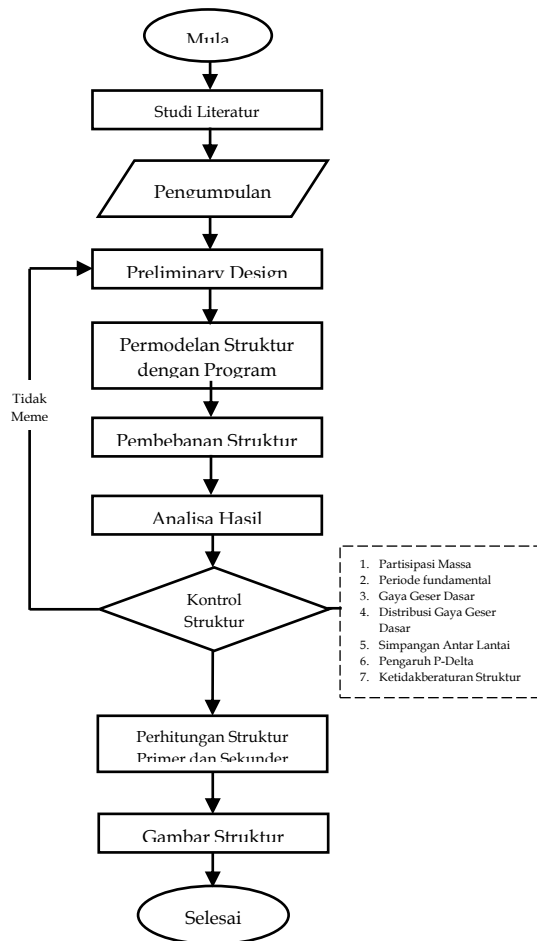 Mula
Studi Literatur
Pengumpulan
Preliminary Design
Permodelan Struktur
dengan Program
Pembebanan Struktur
Analisa Hasil
Tidak
Meme
Kontrol
Struktur
1. Partisipasi Massa
2. Periode fundamental
3. Gaya Geser Dasar
4. Distribusi Gaya Geser
Dasar
5. Simpangan Antar Lantai
6. Pengaruh P-Delta
7. Ketidakberaturan Struktur
Perhitungan Struktur
Primer dan Sekunder
Gambar Struktur
Selesai